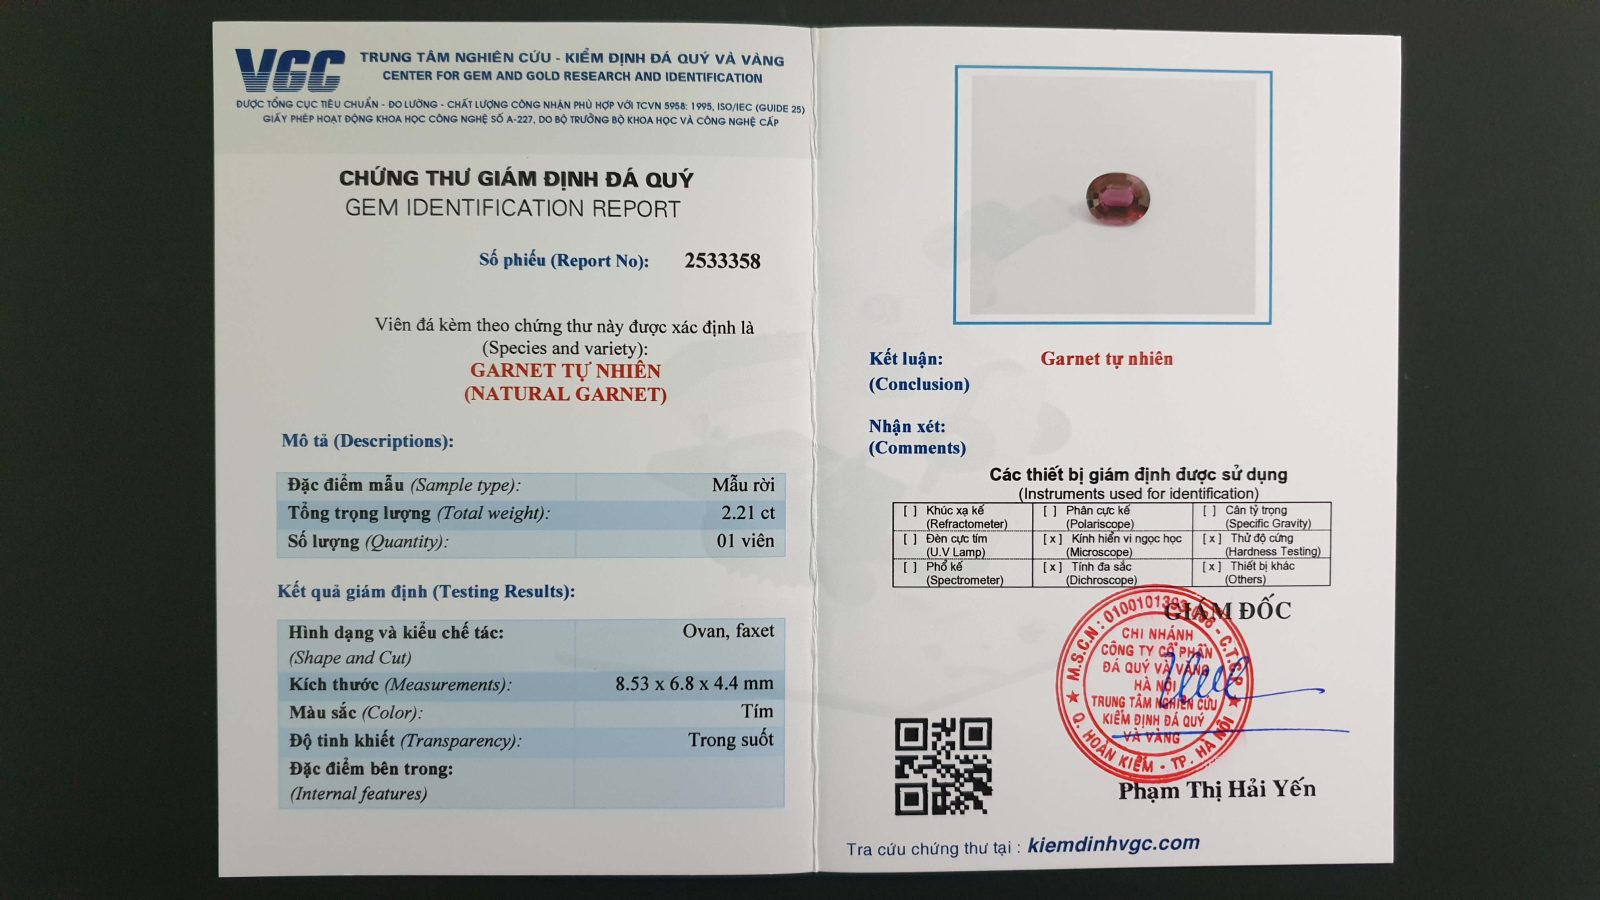 VGC
TRUNG TÂM NGHIÊN CỨU - KIỂM ĐỊNH ĐÁ QUÝ VÀ VÀNG
CENTER FOR GEM AND GOLD RESEARCH AND IDENTIFICATION
ĐƯỢC TỔNG CỤC TIÊU CHUẨN - ĐO LƯỜNG - CHẤT LƯỢNG CÔNG NHẬN PHÙ HỢP VỚI TCVN 5958: 1995, ISO/IEC (GUIDE 25)
GIẤY PHÉP HOẠT ĐỘNG KHOA HỌC CÔNG NGHỆ SỐ A-227, DO BỘ TRƯỞNG BỘ KHOA HỌC VÀ CÔNG NGHỆ CẤP
CHỨNG THƯ GIÁM ĐỊNH ĐÁ QUÝ
GEM IDENTIFICATION REPORT
Số phiếu (Report No): 2533358
Viên đá kèm theo chứng thư này được xác định là
(Species and variety):
GARNET TỰ NHIÊN
(NATURAL GARNET)
Mô tả (Descriptions):
Đặc điểm mẫu (Sample type): Mẫu rời
Tổng trọng lượng (Total weight): 2.21 ct
Số lượng (Quantity): 01 viên
Kết quả giám định (Testing Results):
Hình dạng và kiểu chế tác: Ovan, faxet
(Shape and Cut)
Kích thước (Measurements): 8.53 x 6.8 x 4.4 mm
Màu sắc (Color): Tím
Độ tinh khiết (Transparency): Trong suốt
Đặc điểm bên trong:
(Internal features)
Kết luận: Garnet tự nhiên
(Conclusion)
Nhận xét:
(Comments)
Các thiết bị giám định được sử dụng
(Instruments used for identification)
[ ] Khúc xạ kế [ ] Phân cực kế [ ] Cân tỷ trọng
(Refractometer) (Polariscope) (Specific Gravity)
[ ] Đèn cực tím [x] Kính hiển vi ngọc học [x] Thử độ cứng
(U.V Lamp) (Microscope) (Hardness Testing)
[ ] Phổ kế [x] Tính đa sắc [x] Thiết bị khác
(Spectrometer) (Dichroscope) (Others)
GIÁM ĐỐC
CHI NHÁNH
CÔNG TY CỔ PHẦN
ĐÁ QUÝ VÀ VÀNG
HÀ NỘI
TRUNG TÂM NGHIÊN CỨU
KIỂM ĐỊNH ĐÁ QUÝ
VÀ VÀNG
Q. HOÀN KIẾM - TP. HÀ NỘI
Phạm Thị Hải Yến
Tra cứu chứng thư tại : kiemdinhvgc.com